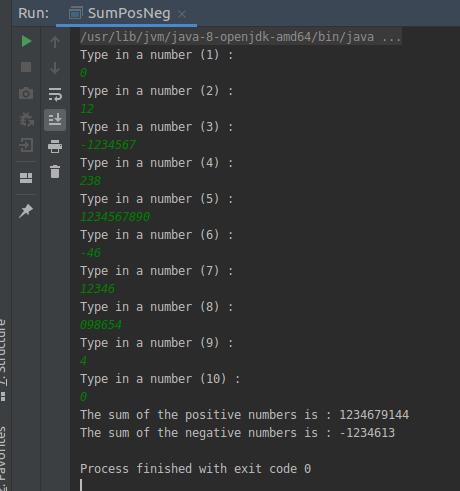 Run: SumPosNeg
/usr/lib/jvm/java-8-openjdk-amd64/bin/java ...
Type in a number (1) :
0
Type in a number (2) :
12
Type in a number (3) :
-1234567
Type in a number (4) :
238
Type in a number (5) :
1234567890
Type in a number (6) :
-46
Type in a number (7) :
12346
Type in a number (8) :
098654
Type in a number (9) :
4
Type in a number (10) :
0
The sum of the positive numbers is : 1234679144
The sum of the negative numbers is : -1234613
Process finished with exit code 0
7: Structure
Favorites